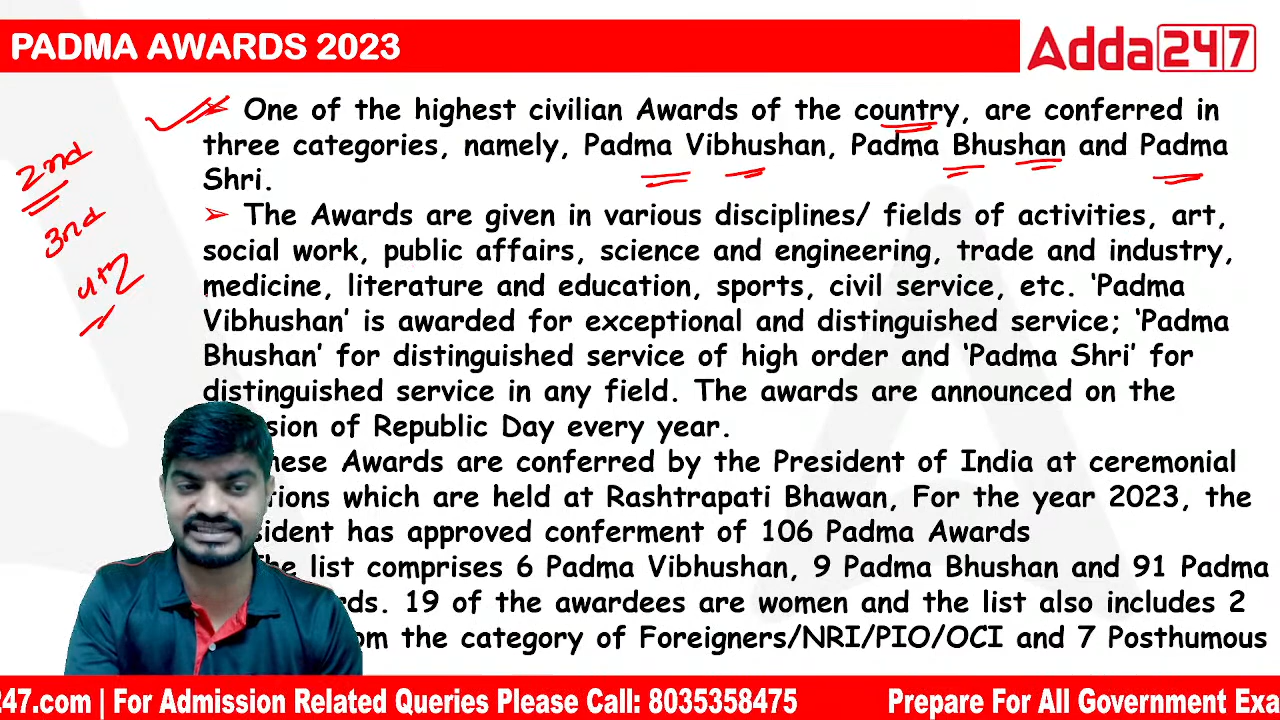 PADMA AWARDS 2023
Adda247
➢ One of the highest civilian Awards of the country, are conferred in
three categories, namely, Padma Vibhushan, Padma Bhushan and Padma
Shri.
2nd
3rd
4th
➢ The Awards are given in various disciplines/ fields of activities, art,
social work, public affairs, science and engineering, trade and industry,
medicine, literature and education, sports, civil service, etc. ‘Padma
Vibhushan’ is awarded for exceptional and distinguished service; ‘Padma
Bhushan’ for distinguished service of high order and ‘Padma Shri’ for
distinguished service in any field. The awards are announced on the
sion of Republic Day every year.
hese Awards are conferred by the President of India at ceremonial
tions which are held at Rashtrapati Bhawan, For the year 2023, the
sident has approved conferment of 106 Padma Awards
The list comprises 6 Padma Vibhushan, 9 Padma Bhushan and 91 Padma
rds. 19 of the awardees are women and the list also includes 2
om the category of Foreigners/NRI/PIO/OCI and 7 Posthumous
247.com | For Admission Related Queries Please Call: 8035358475 Prepare For All Government Exa